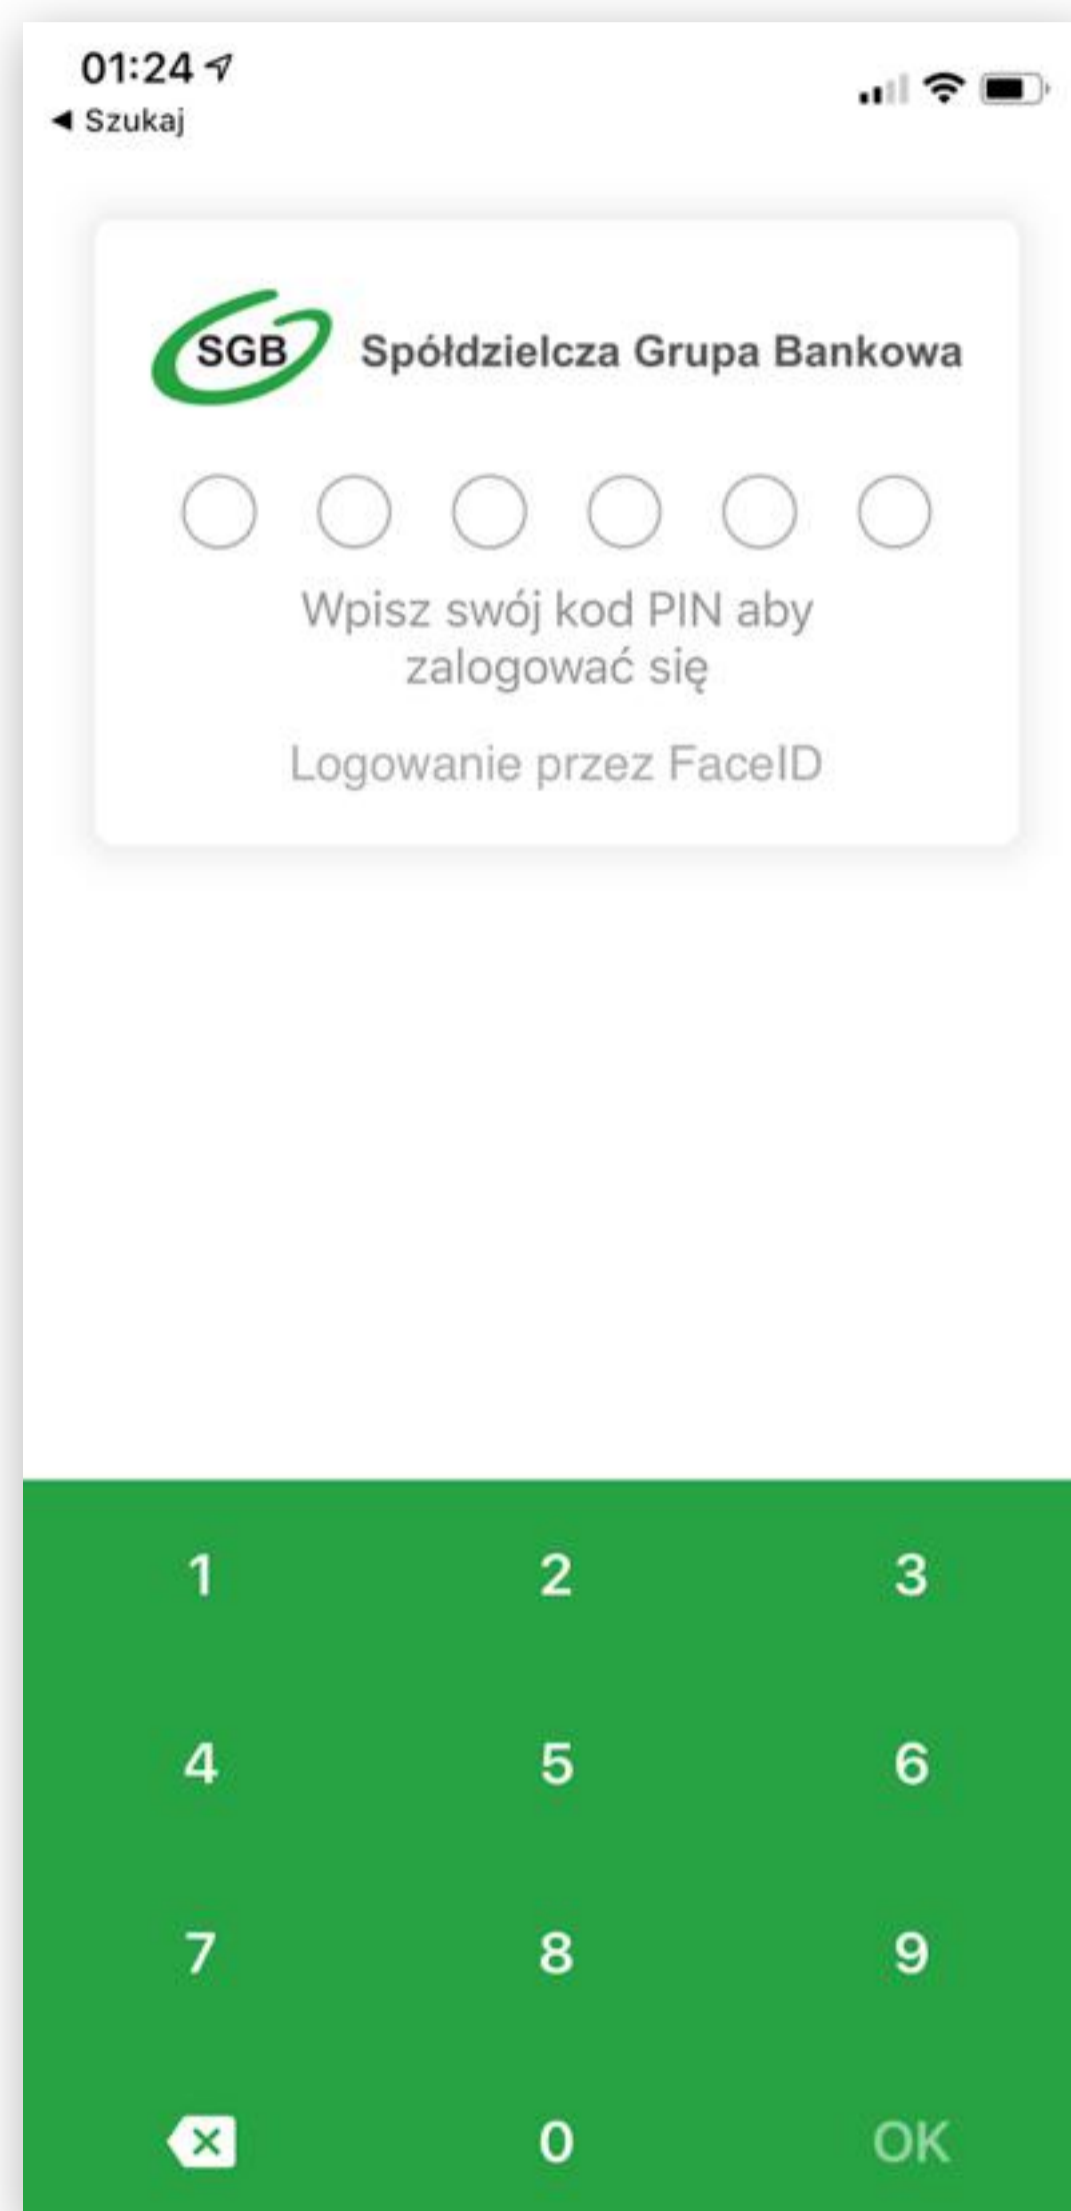 01:24
◀ Szukaj
SGB Spółdzielcza Grupa Bankowa
Wpisz swój kod PIN aby
zalogować się
Logowanie przez FaceID
1 2 3
4 5 6
7 8 9
0 OK